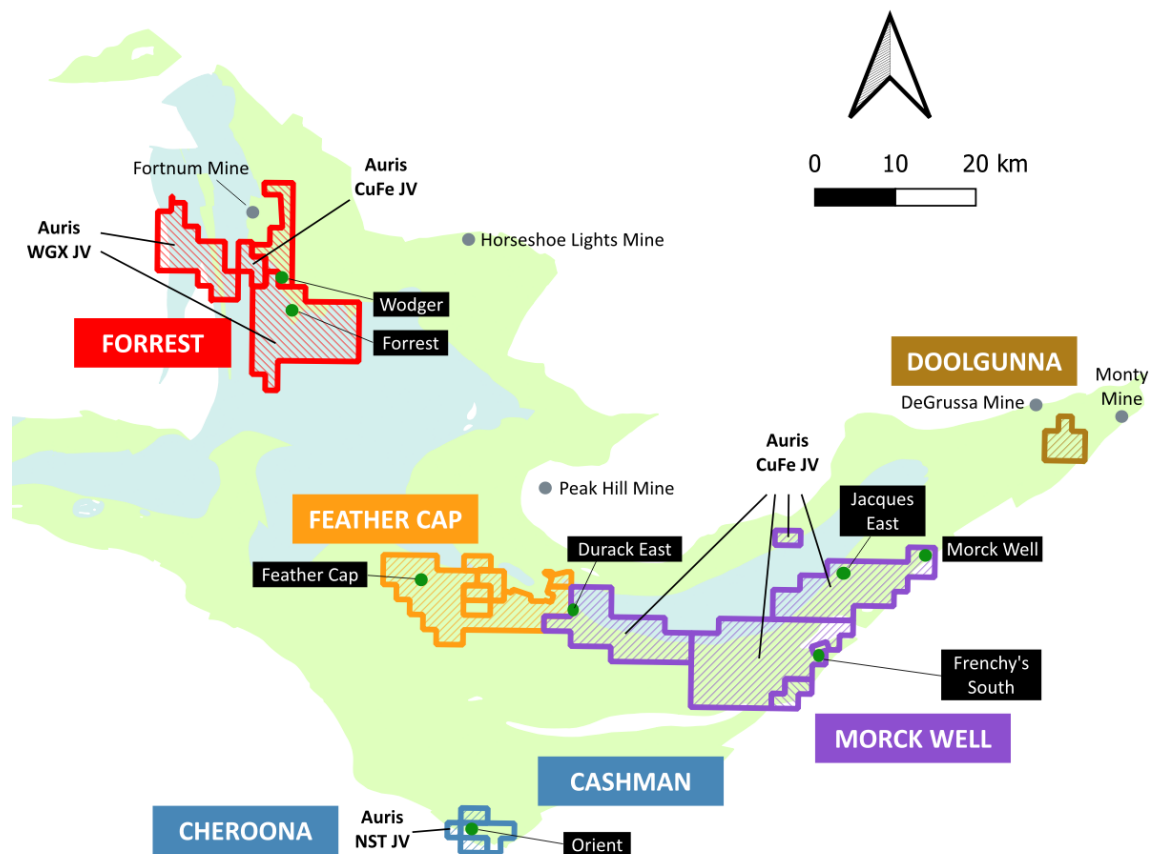 0 10 20 km
Fortnum Mine
Auris
CuFe JV
Auris
WGX JV
Horseshoe Lights Mine
Wodger
Forrest
FORREST
DOOLGUNNA
Monty
Mine
DeGrussa Mine
Auris
CuFe JV
Peak Hill Mine
Jacques
East
FEATHER CAP
Durack East
Morck Well
Feather Cap
Frenchy's
South
MORCK WELL
CASHMAN
Auris
NST JV
CHEROONA
Orient